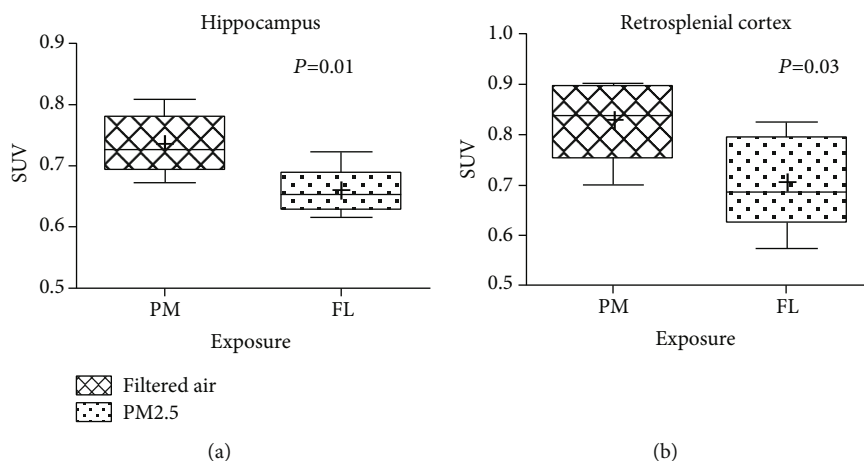 Hippocampus
P=0.01
0.9
0.8
0.7
0.6
0.5
SUV
PM
FL
Exposure
Filtered air
PM2.5
(a)
Retrosplenial cortex
P=0.03
1.0
0.9
0.8
0.7
0.6
0.5
SUV
PM
FL
Exposure
(b)